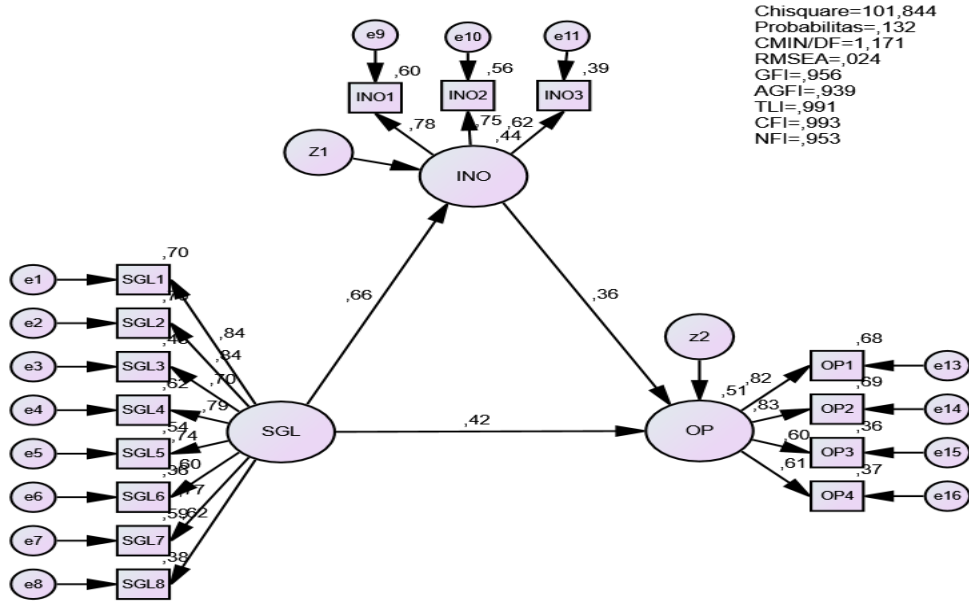 Chisquare=101,844
Probabilitas=,132
CMIN/DF=1,171
RMSEA=,024
GFI=,956
AGFI=,939
TLI=,991
CFI=,993
NFI=,953
e9
e10
e11
,60
,56
,39
INO1
INO2
INO3
,78
,75
,62
,44
Z1
INO
,66
,36
,42
,70
e1
SGL1
e2
SGL2
e3
SGL3
,62
e4
SGL4
,54
e5
SGL5
,38
e6
SGL6
,59
e7
SGL7
,38
e8
SGL8
,84
,84
,70
,79
,74
,60
,77
,62
SGL
z2
,51
OP
,82
,83
,60
,61
,68
OP1
e13
,69
OP2
e14
,36
OP3
e15
,37
OP4
e16